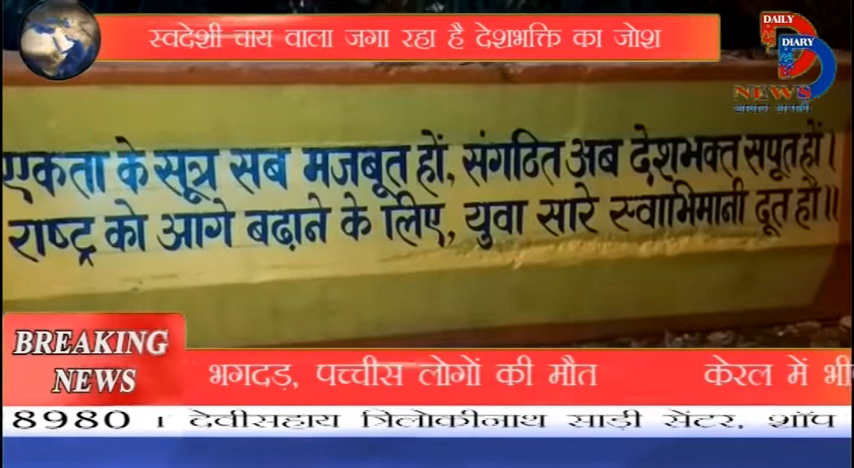 स्वदेशी चाय वाला जगा रहा है देशभक्ति का जोश
DAILY
DIARY
NEWS
एकता के सूत्र सब मजबूत हों, संगठित अब देशभक्त सपूत हों।
राष्ट्र को आगे बढ़ाने के लिए, युवा सारे स्वाभिमानी दूत हों॥
BREAKING
NEWS
भगदड़, पच्चीस लोगों की मौत केरल में
8980 । देवीसहाय त्रिलोकीनाथ साड़ी सेंटर, शॉप